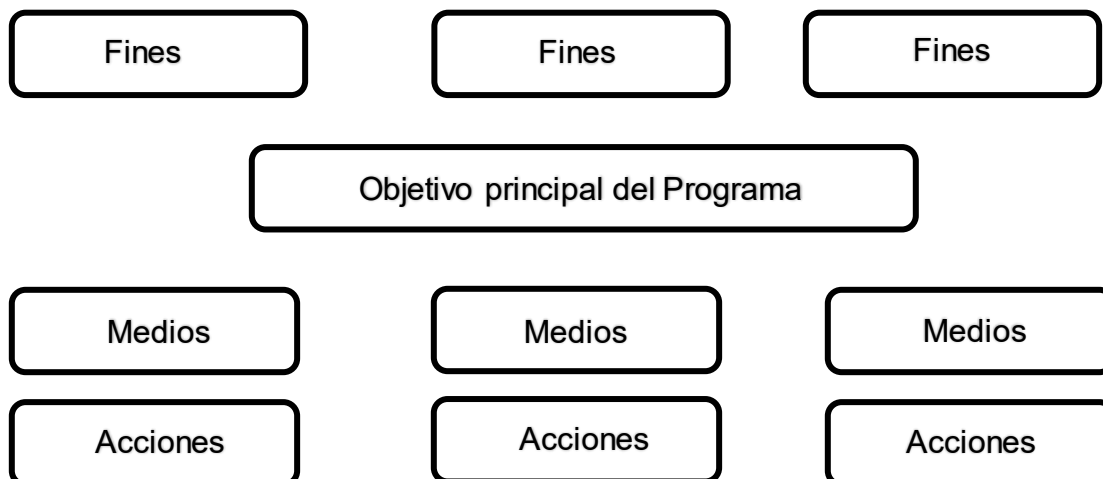 Fines
Fines
Fines
Objetivo principal del Programa
Medios
Medios
Medios
Acciones
Acciones
Acciones